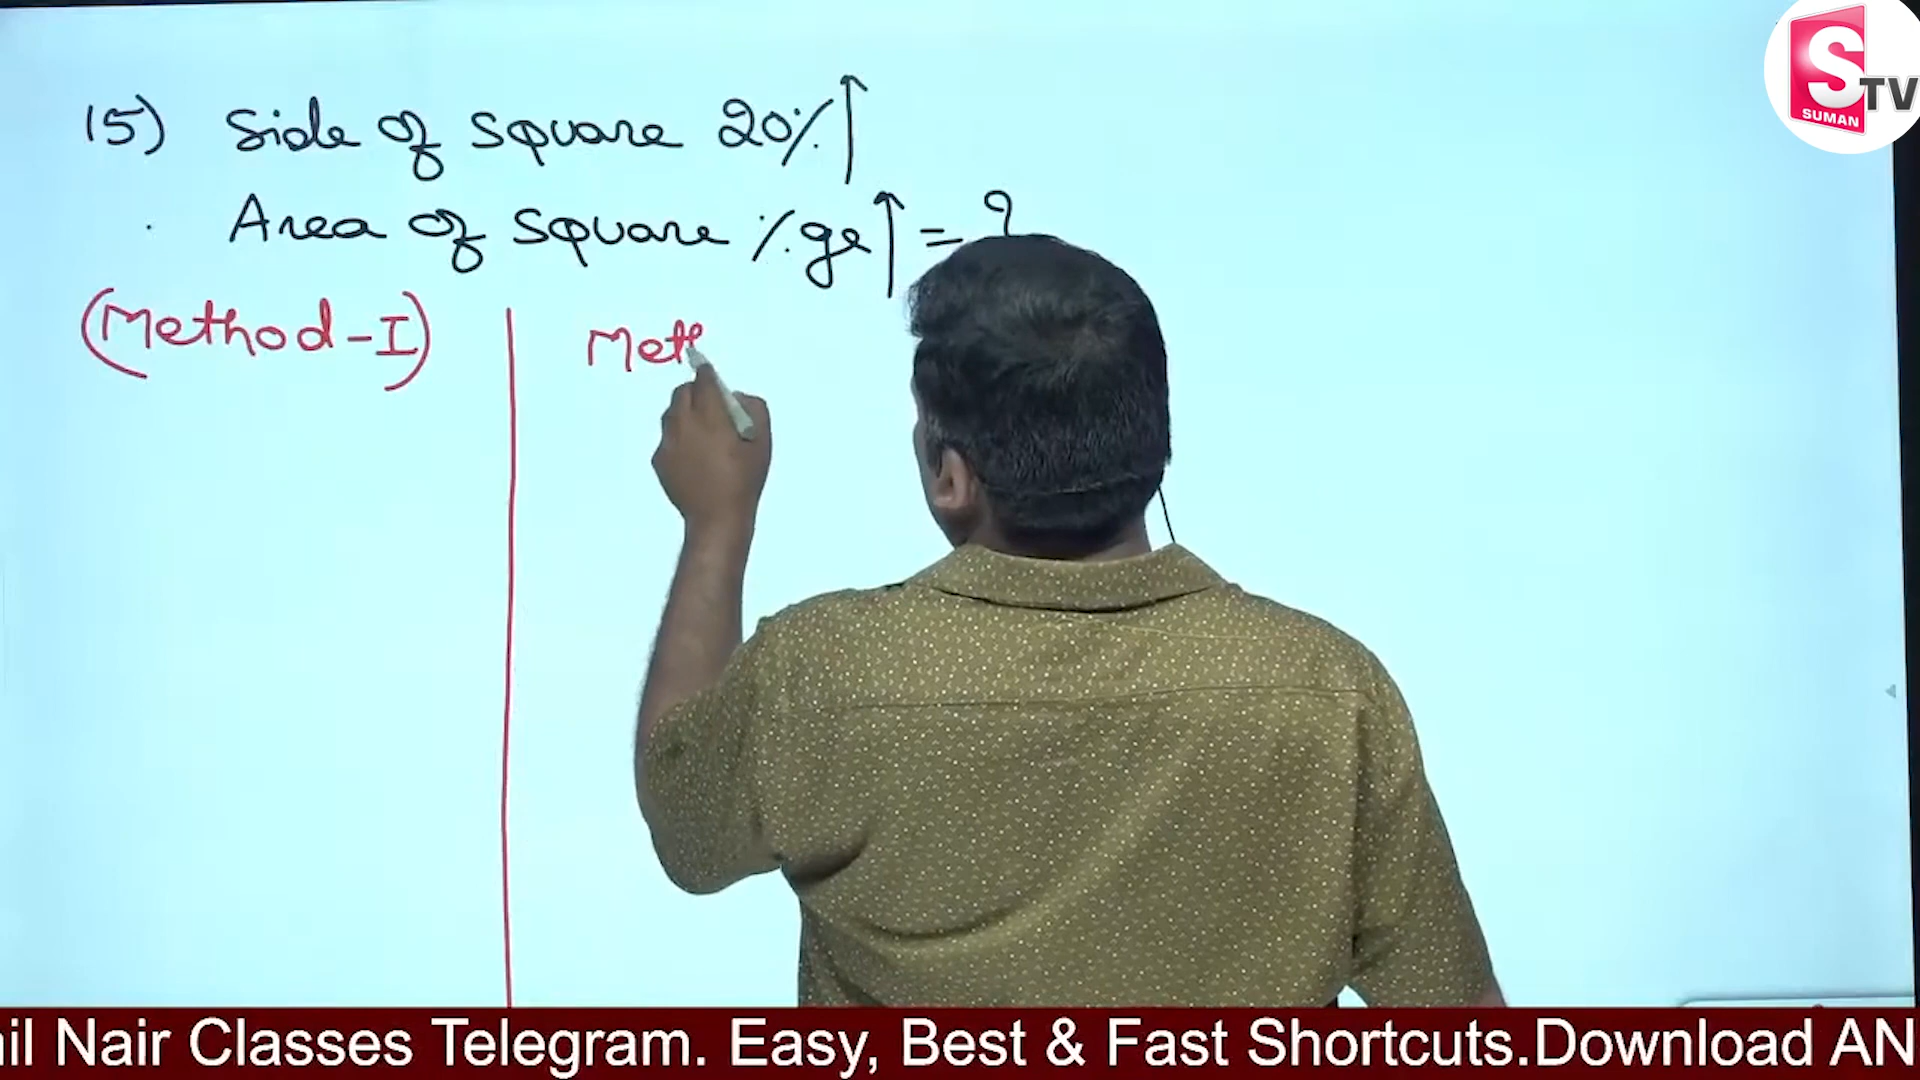 15) Side of square 20%↑
Area of square %ge↑ = ?
(Method-I)
Meth
S TV
SUMAN
il Nair Classes Telegram. Easy, Best & Fast Shortcuts.Download AN